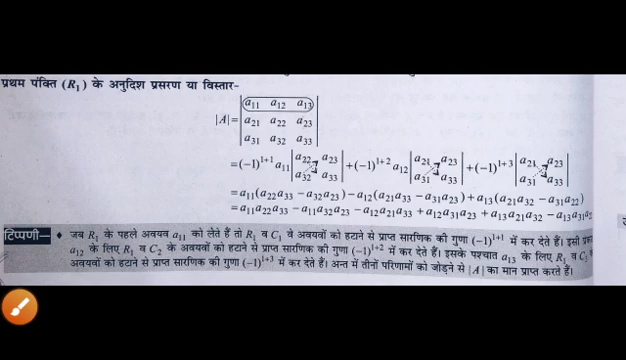 प्रथम पंक्ति (R₁) के अनुदिश प्रसरण या विस्तार–
|A| = | a₁₁ a₁₂ a₁₃ |
| a₂₁ a₂₂ a₂₃ |
| a₃₁ a₃₂ a₃₃ |
= (–1)¹⁺¹ a₁₁ | a₂₂ a₂₃ ; a₃₂ a₃₃ | + (–1)¹⁺² a₁₂ | a₂₁ a₂₃ ; a₃₁ a₃₃ | + (–1)¹⁺³ | a₂₁ a₂₃ ; a₃₁ a₃₃ |
= a₁₁(a₂₂a₃₃ – a₃₂a₂₃) – a₁₂(a₂₁a₃₃ – a₃₁a₂₃) + a₁₃(a₂₁a₃₂ – a₃₁a₂₂)
= a₁₁a₂₂a₃₃ – a₁₁a₃₂a₂₃ – a₁₂a₂₁a₃₃ + a₁₂a₃₁a₂₃ + a₁₃a₂₁a₃₂ – a₁₃a₃₁a₂
टिप्पणी— ♦ जब R₁ के पहले अवयव a₁₁ को लेते हैं तो R₁ व C₁ के अवयवों को हटाने से प्राप्त सारणिक की गुणा (–1)¹⁺¹ में कर देते हैं। इसी
a₁₂ के लिए R₁ व C₂ के अवयवों को हटाने से प्राप्त सारणिक की गुणा (–1)¹⁺² में कर देते हैं। इसके पश्चात a₁₃ के लिए R₁ व C₃
अवयवों को हटाने से प्राप्त सारणिक की गुणा (–1)¹⁺³ में कर देते हैं। अन्त में तीनों परिणामों को जोड़ने से |A| का मान प्राप्त करते हैं।